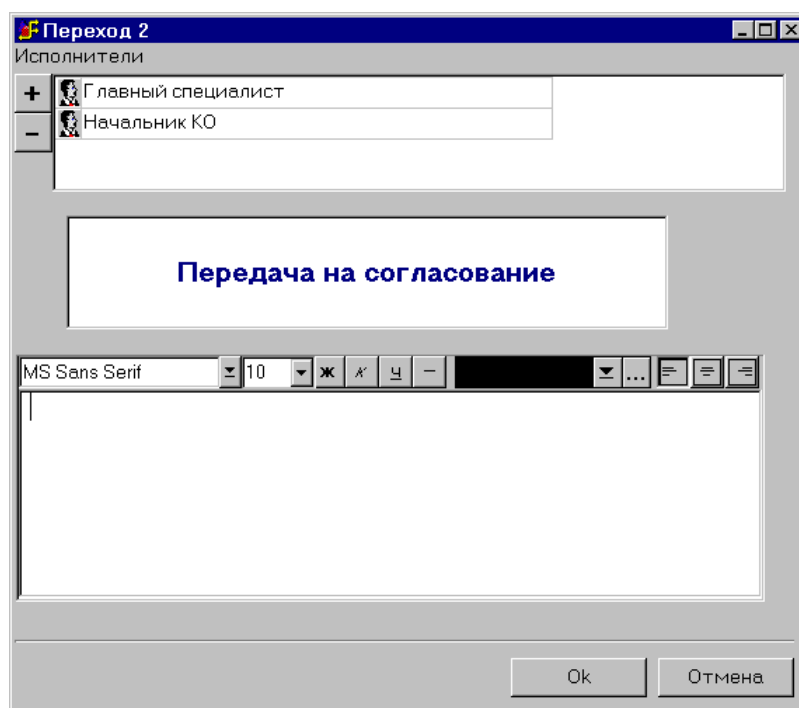 Переход 2
Исполнители
+
Главный специалист
–
Начальник КО
Передача на согласование
MS Sans Serif 10 ж к ч – ...
Ok Отмена